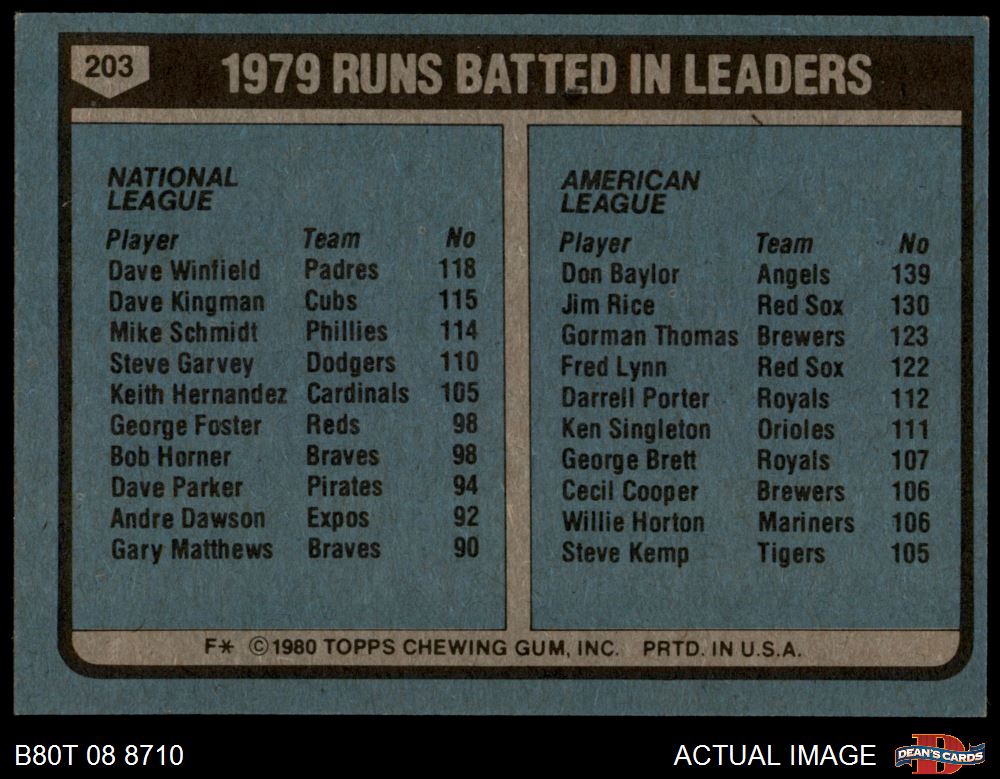 203
1979 RUNS BATTED IN LEADERS
NATIONAL
LEAGUE
Player Team No
Dave Winfield Padres 118
Dave Kingman Cubs 115
Mike Schmidt Phillies 114
Steve Garvey Dodgers 110
Keith Hernandez Cardinals 105
George Foster Reds 98
Bob Horner Braves 98
Dave Parker Pirates 94
Andre Dawson Expos 92
Gary Matthews Braves 90
AMERICAN
LEAGUE
Player Team No
Don Baylor Angels 139
Jim Rice Red Sox 130
Gorman Thomas Brewers 123
Fred Lynn Red Sox 122
Darrell Porter Royals 112
Ken Singleton Orioles 111
George Brett Royals 107
Cecil Cooper Brewers 106
Willie Horton Mariners 106
Steve Kemp Tigers 105
F* ©1980 TOPPS CHEWING GUM, INC. PRTD. IN U.S.A.
B80T 08 8710
ACTUAL IMAGE
D
DEAN'S CARDS